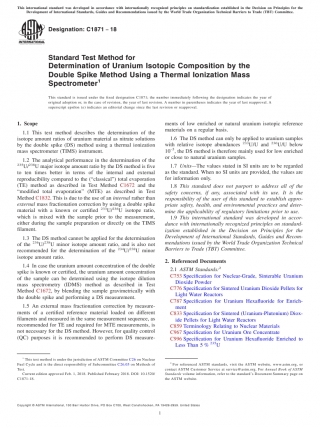 This international standard was developed in accordance with internationally recognized principles on standardization established in the Decision on Principles for the
Development of International Standards, Guides and Recommendations issued by the World Trade Organization Technical Barriers to Trade (TBT) Committee.
Designation: C1871 − 18
Standard Test Method for
Determination of Uranium Isotopic Composition by the
Double Spike Method Using a Thermal Ionization Mass
Spectrometer1
This standard is issued under the fixed designation C1871; the number immediately following the designation indicates the year of
original adoption or, in the case of revision, the year of last revision. A number in parentheses indicates the year of last reapproval. A
superscript epsilon (ε) indicates an editorial change since the last revision or reapproval.
1. Scope
1.1 This test method describes the determination of the
isotope amount ratios of uranium material as nitrate solutions
by the double spike (DS) method using a thermal ionization
mass spectrometer (TIMS) instrument.
1.2 The analytical performance in the determination of the
235U/238U major isotope amount ratio by the DS method is five
to ten times better in terms of the internal and external
reproducibility compared to the (“classical”) total evaporation
(TE) method as described in Test Method C1672 and the
“modified total evaporation” (MTE) as described in Test
Method C1832. This is due to the use of an internal rather than
external mass fractionation correction by using a double spike
material with a known or certified 233U/236U isotope ratio,
which is mixed with the sample prior to the measurement,
either during the sample preparation or directly on the TIMS
filament.
1.3 The DS method cannot be applied for the determination
of the 236U/238U minor isotope amount ratio, and is also not
recommended for the determination of the 234U/238U minor
isotope amount ratio.
1.4 In case the uranium amount concentration of the double
spike is known or certified, the uranium amount concentration
of the sample can be determined using the isotope dilution
mass spectrometry (IDMS) method as described in Test
Method C1672, by blending the sample gravimetrically with
the double spike and performing a DS measurement.
1.5 An external mass fractionation correction by measure-
ments of a certified reference material loaded on different
filaments and measured in the same measurement sequence, as
recommended for TE and required for MTE measurements, is
not necessary for the DS method. However, for quality control
(QC) purposes it is recommended to perform DS measure-
ments of low enriched or natural uranium isotopic reference
materials on a regular basis.
1.6 The DS method can only be applied to uranium samples
with relative isotope abundances 233U/U and 236U/U below
10-5, the DS method is therefore mainly used for low enriched
or close to natural uranium samples.
1.7 Units—The values stated in SI units are to be regarded
as the standard. When no SI units are provided, the values are
for information only.
1.8 This standard does not purport to address all of the
safety concerns, if any, associated with its use. It is the
responsibility of the user of this standard to establish appro-
priate safety, health, and environmental practices and deter-
mine the applicability of regulatory limitations prior to use.
1.9 This international standard was developed in accor-
dance with internationally recognized principles on standard-
ization established in the Decision on Principles for the
Development of International Standards, Guides and Recom-
mendations issued by the World Trade Organization Technical
Barriers to Trade (TBT) Committee.
2. Referenced Documents
2.1 ASTM Standards:2
C753 Specification for Nuclear-Grade, Sinterable Uranium
Dioxide Powder
C776 Specification for Sintered Uranium Dioxide Pellets for
Light Water Reactors
C787 Specification for Uranium Hexafluoride for Enrich-
ment
C833 Specification for Sintered (Uranium-Plutonium) Diox-
ide Pellets for Light Water Reactors
C859 Terminology Relating to Nuclear Materials
C967 Specification for Uranium Ore Concentrate
C996 Specification for Uranium Hexafluoride Enriched to
Less Than 5 % 235U
1 This test method is under the jurisdiction of ASTM Committee C26 on Nuclear
Fuel Cycle and is the direct responsibility of Subcommittee C26.05 on Methods of
Test.
Current edition approved Feb. 1, 2018. Published February 2018. DOI: 10.1520/
C1871-18.
2 For referenced ASTM standards, visit the ASTM website, www.astm.org, or
contact ASTM Customer Service at service@astm.org. For Annual Book of ASTM
Standards volume information, refer to the standard's Document Summary page on
the ASTM website.
Copyright © ASTM International, 100 Barr Harbor Drive, PO Box C700, West Conshohocken, PA 19428-2959. United States
1